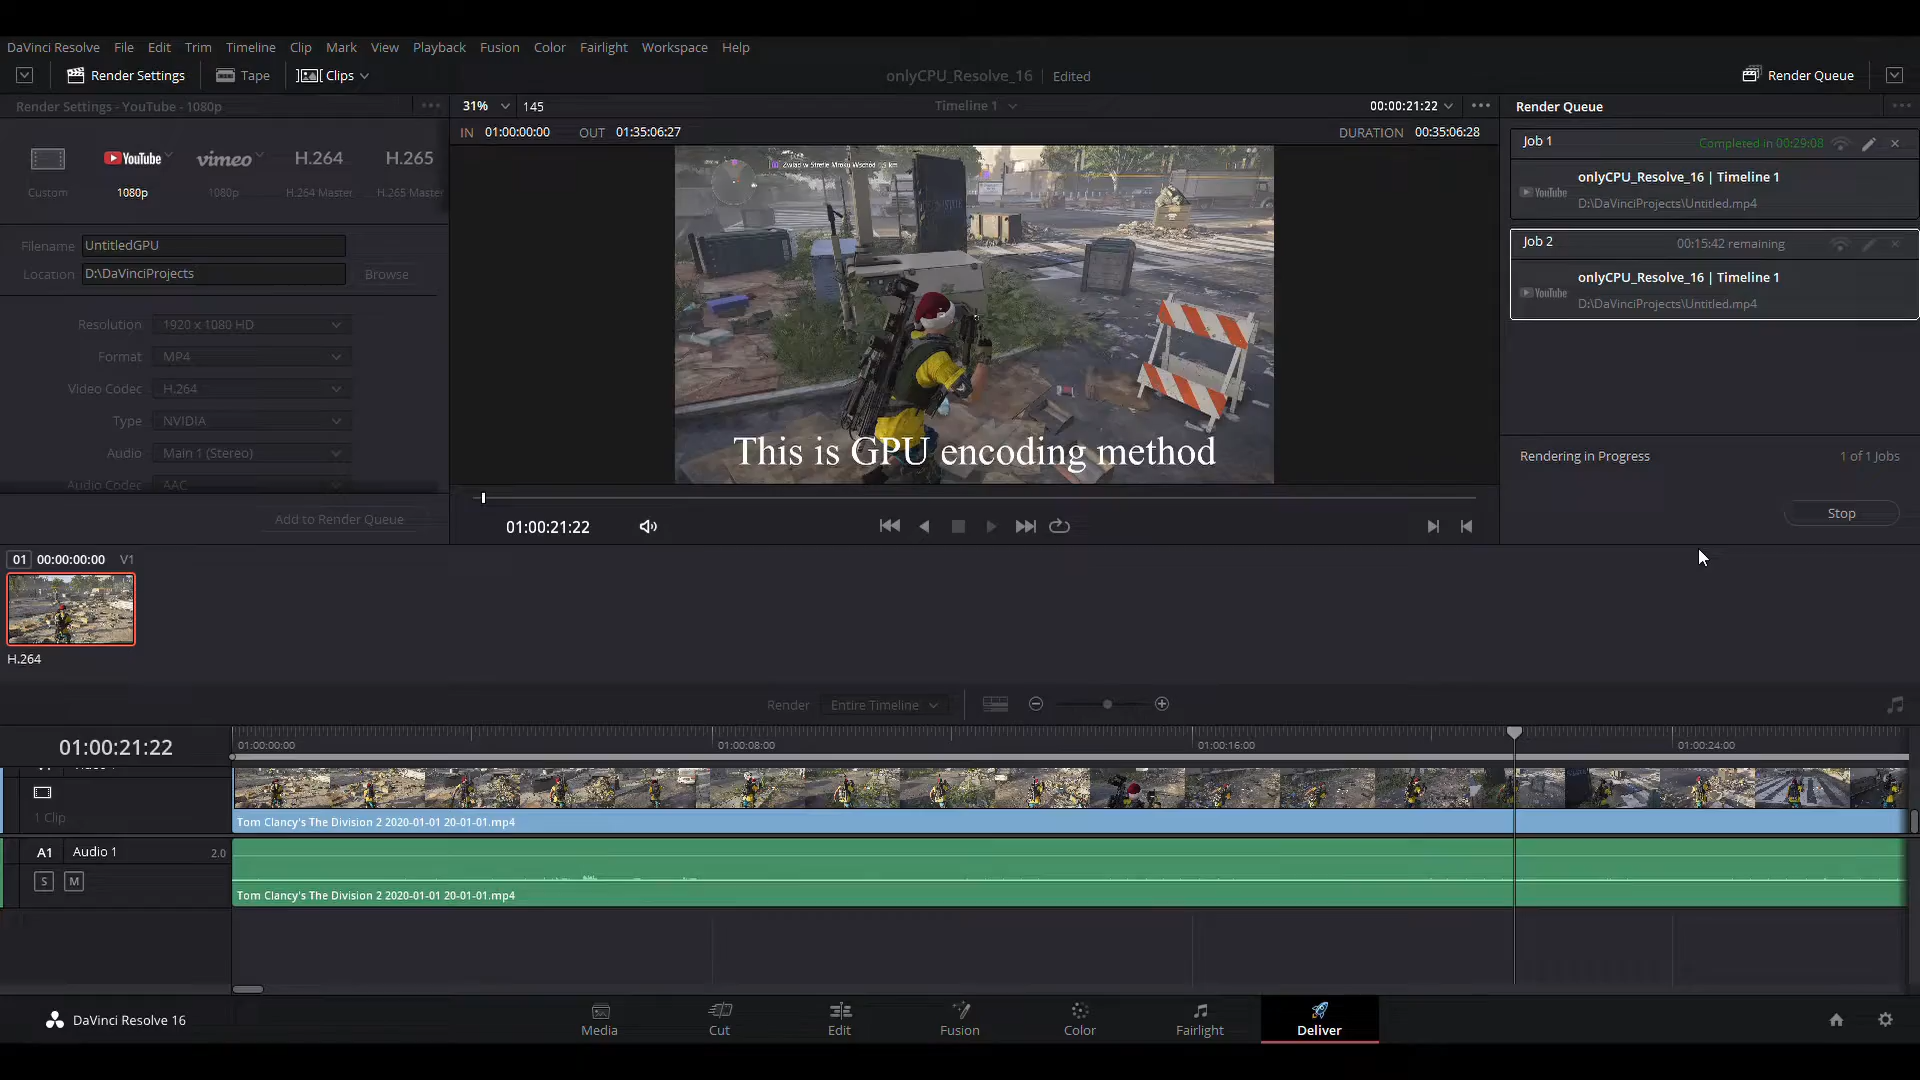 DaVinci Resolve File Edit Trim Timeline Clip Mark View Playback Fusion Color Fairlight Workspace Help
Render Settings Tape Clips onlyCPU_Resolve_16 Edited Render Queue
Render Settings - YouTube - 1080p
31% 145 Timeline 1 00:00:21:22
IN 01:00:00:00 OUT 01:35:06:27 DURATION 00:35:06:28
YouTube vimeo H.264 H.265
Custom 1080p 1080p H.264 Master H.265 Master
Filename UntitledGPU
Location D:\DaVinciProjects Browse
Resolution 1920 x 1080 HD
Format MP4
Video Codec H.264
Type NVIDIA
Audio Main 1 (Stereo)
Audio Codec AAC
Add to Render Queue
This is GPU encoding method
01:00:21:22
Render Queue
Job 1 Completed in 00:29:08
onlyCPU_Resolve_16 | Timeline 1
YouTube
D:\DaVinciProjects\Untitled.mp4
Job 2 00:15:42 remaining
onlyCPU_Resolve_16 | Timeline 1
YouTube
D:\DaVinciProjects\Untitled.mp4
Rendering in Progress 1 of 1 Jobs
Stop
01 00:00:00:00 V1
H.264
Render Entire Timeline
01:00:21:22
01:00:00:00 01:00:08:00 01:00:16:00 01:00:24:00
1 Clip
Tom Clancy's The Division 2 2020-01-01 20-01-01.mp4
A1 Audio 1 2.0
S M
Tom Clancy's The Division 2 2020-01-01 20-01-01.mp4
DaVinci Resolve 16
Media Cut Edit Fusion Color Fairlight Deliver